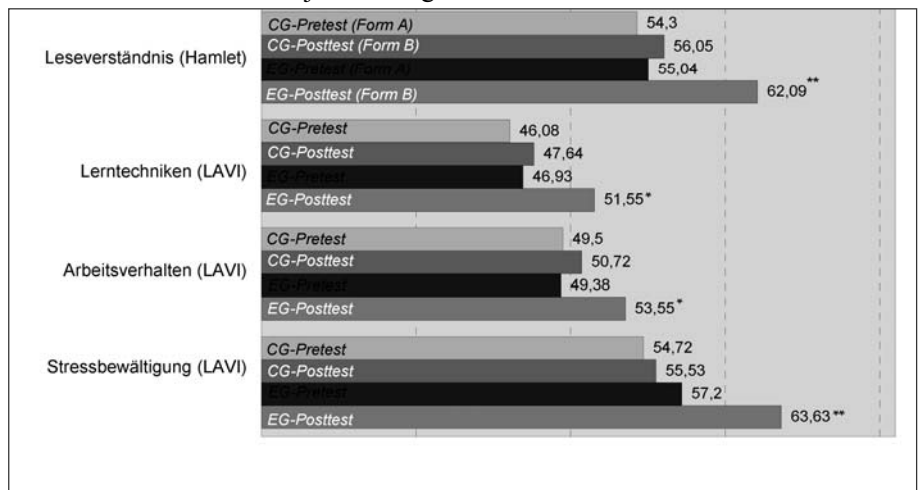 CG-Pretest (Form A) 54,3
CG-Posttest (Form B) 56,05
Leseverständnis (Hamlet)
EG-Pretest (Form A) 55,04
EG-Posttest (Form B) 62,09**
CG-Pretest 46,08
CG-Posttest 47,64
Lerntechniken (LAVI)
EG-Pretest 46,93
EG-Posttest 51,55*
CG-Pretest 49,5
CG-Posttest 50,72
Arbeitsverhalten (LAVI)
EG-Pretest 49,38
EG-Posttest 53,55*
CG-Pretest 54,72
CG-Posttest 55,53
Stressbewältigung (LAVI)
EG-Pretest 57,2
EG-Posttest 63,63**